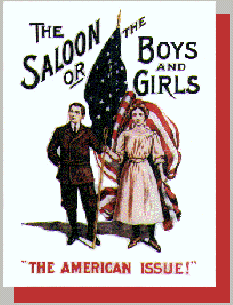 THE SALOON
OR
THE BOYS
AND
GIRLS
"THE AMERICAN ISSUE!"